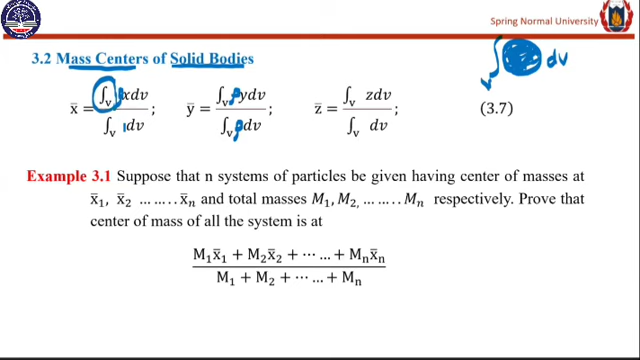 Spring Normal University
3.2 Mass Centers of Solid Bodies
∫v dv
x̄ = ∫v xdv / ∫v dv ; ȳ = ∫v ρydv / ∫v ρdv ; z̄ = ∫v zdv / ∫v dv ; (3.7)
Example 3.1 Suppose that n systems of particles be given having center of masses at
x̄₁, x̄₂ ... ... .. x̄ₙ and total masses M₁, M₂, ... ... .. Mₙ respectively. Prove that
center of mass of all the system is at
M₁x̄₁ + M₂x̄₂ + ⋯ ... + Mₙx̄ₙ
M₁ + M₂ + ⋯ ... + Mₙ